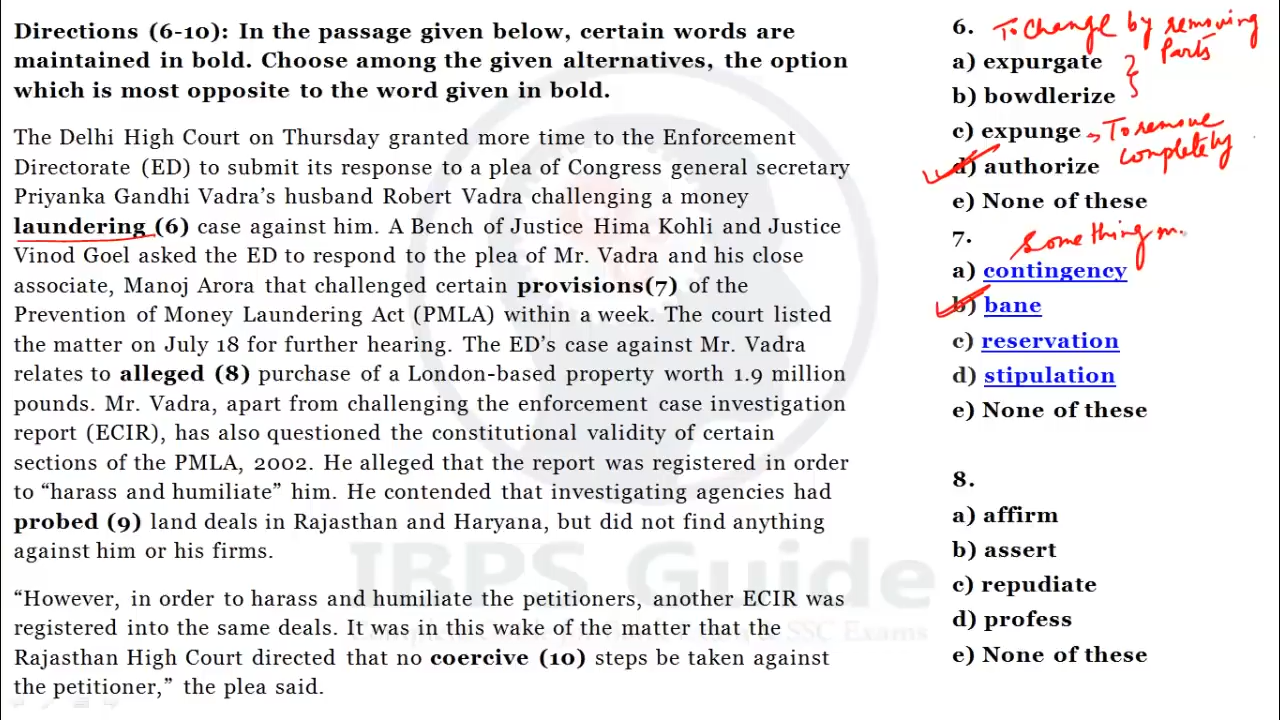 Directions (6-10): In the passage given below, certain words are
maintained in bold. Choose among the given alternatives, the option
which is most opposite to the word given in bold.
The Delhi High Court on Thursday granted more time to the Enforcement
Directorate (ED) to submit its response to a plea of Congress general secretary
Priyanka Gandhi Vadra's husband Robert Vadra challenging a money
laundering (6) case against him. A Bench of Justice Hima Kohli and Justice
Vinod Goel asked the ED to respond to the plea of Mr. Vadra and his close
associate, Manoj Arora that challenged certain provisions(7) of the
Prevention of Money Laundering Act (PMLA) within a week. The court listed
the matter on July 18 for further hearing. The ED's case against Mr. Vadra
relates to alleged (8) purchase of a London-based property worth 1.9 million
pounds. Mr. Vadra, apart from challenging the enforcement case investigation
report (ECIR), has also questioned the constitutional validity of certain
sections of the PMLA, 2002. He alleged that the report was registered in order
to “harass and humiliate” him. He contended that investigating agencies had
probed (9) land deals in Rajasthan and Haryana, but did not find anything
against him or his firms.
“However, in order to harass and humiliate the petitioners, another ECIR was
registered into the same deals. It was in this wake of the matter that the
Rajasthan High Court directed that no coercive (10) steps be taken against
the petitioner,” the plea said.
6. To change by removing
Parts
a) expurgate
b) bowdlerize
c) expunge → To remove
completely
d) authorize
e) None of these
7. Something m
a) contingency
b) bane
c) reservation
d) stipulation
e) None of these
8.
a) affirm
b) assert
c) repudiate
d) profess
e) None of these
IBPS Guide
& SSC Exams